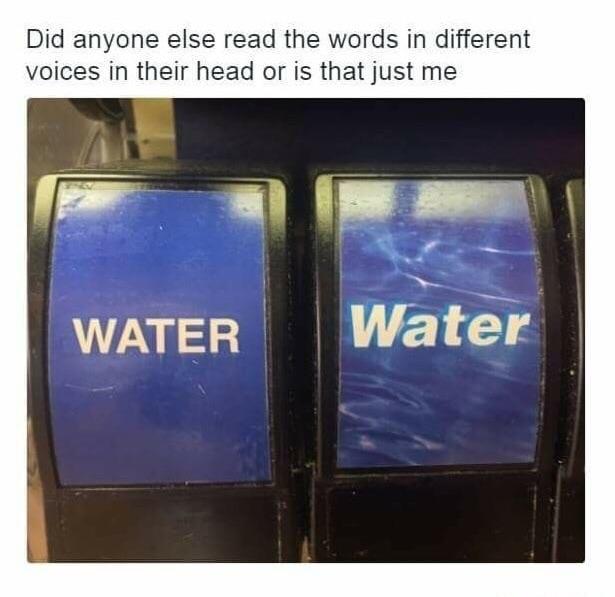 Did anyone else read the words in different
voices in their head or is that just me
WATER
Water